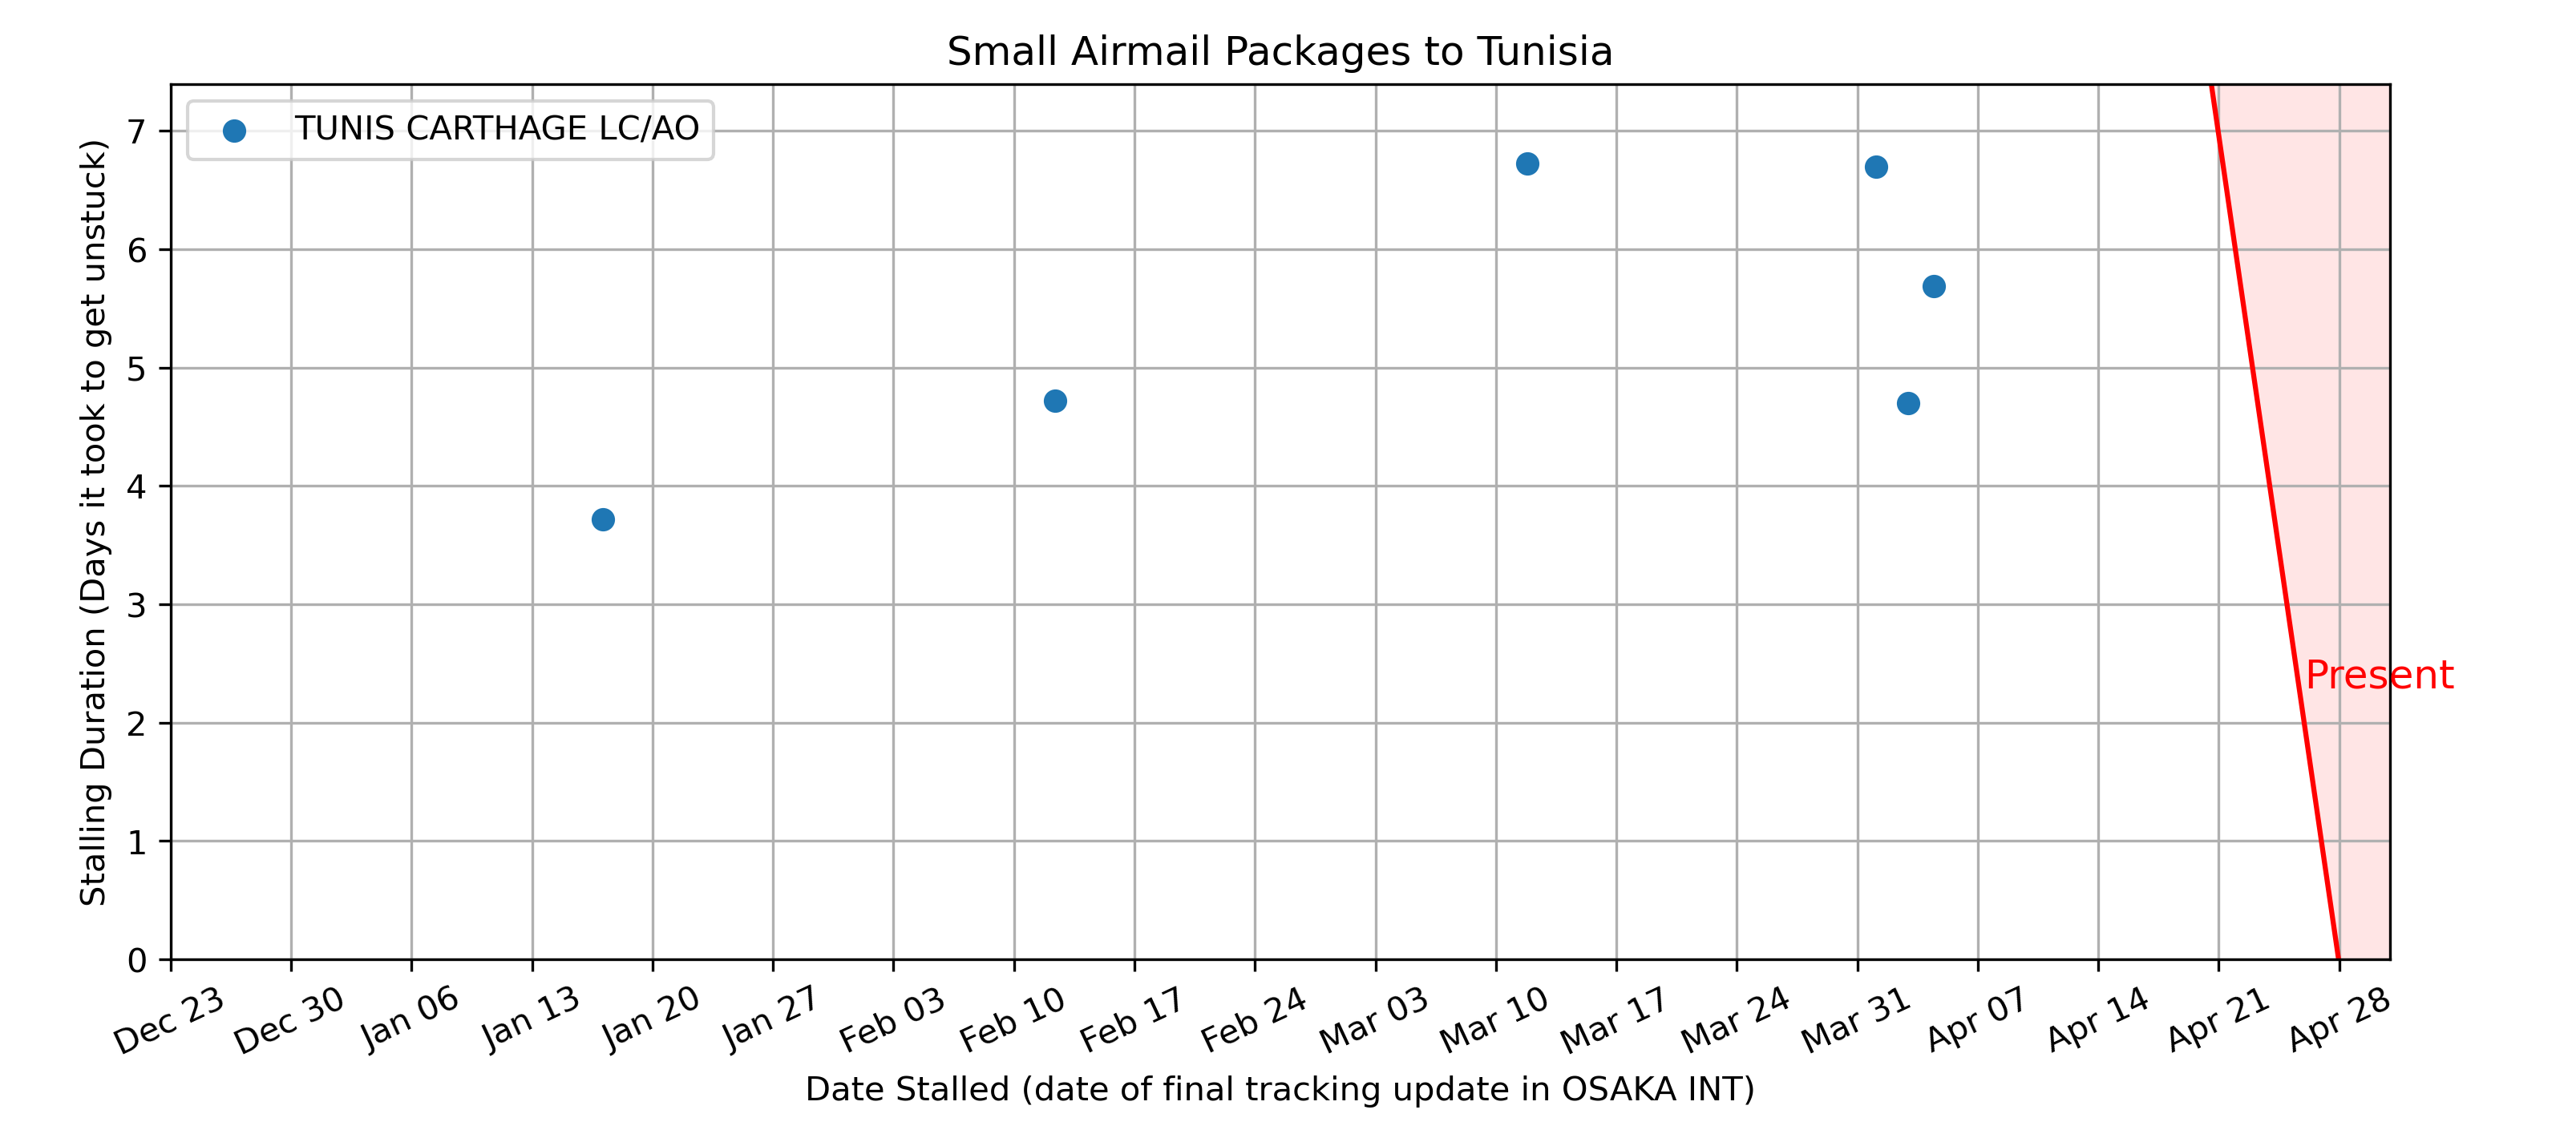 Small Airmail Packages to Tunisia
TUNIS CARTHAGE LC/AO
Stalling Duration (Days it took to get unstuck)
7
6
5
4
3
2
1
0
Present
Dec 23
Dec 30
Jan 06
Jan 13
Jan 20
Jan 27
Feb 03
Feb 10
Feb 17
Feb 24
Mar 03
Mar 10
Mar 17
Mar 24
Mar 31
Apr 07
Apr 14
Apr 21
Apr 28
Date Stalled (date of final tracking update in OSAKA INT)